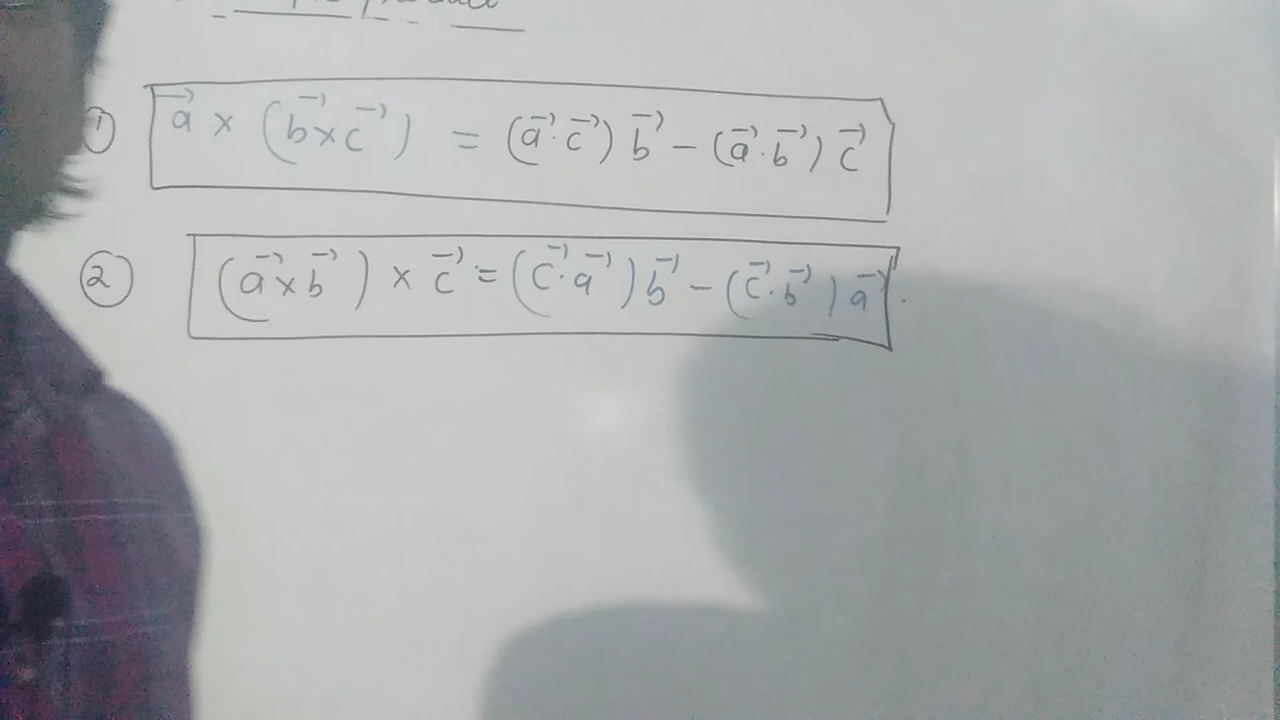 ① a⃗ × (b⃗ × c⃗) = (a⃗·c⃗) b⃗ − (a⃗·b⃗) c⃗
② (a⃗ × b⃗) × c⃗ = (c⃗·a⃗) b⃗ − (c⃗·b⃗) a⃗.